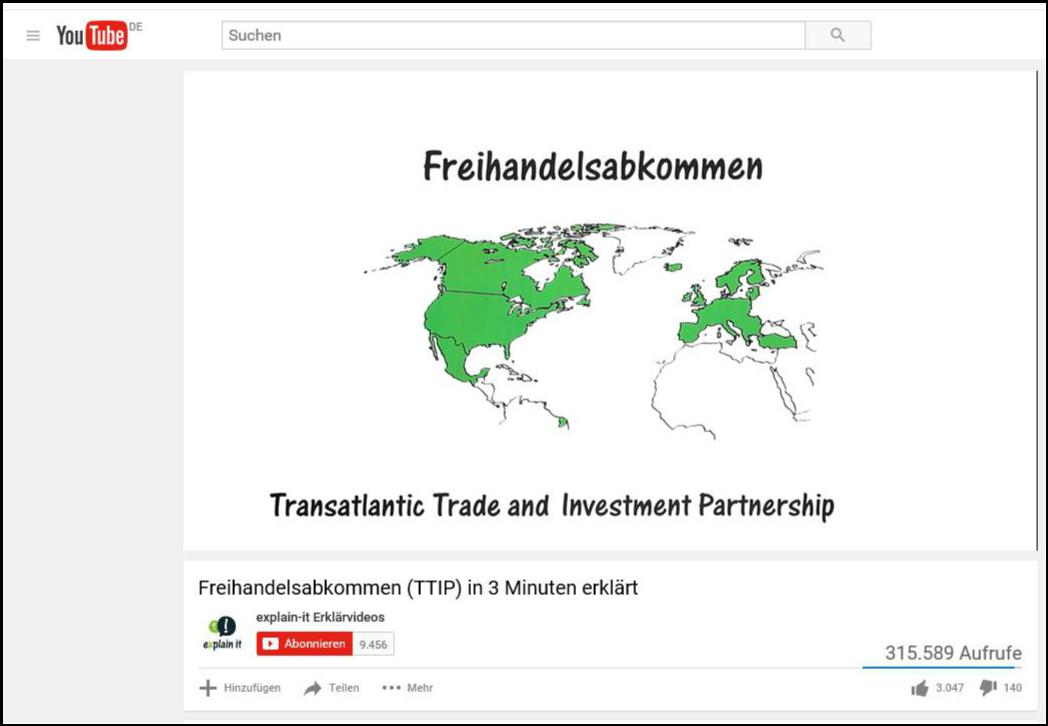 YouTube DE
Suchen
Freihandelsabkommen
Transatlantic Trade and Investment Partnership
Freihandelsabkommen (TTIP) in 3 Minuten erklärt
explain it
explain-it Erklärvideos
Abonnieren 9.456
315.589 Aufrufe
Hinzufügen Teilen Mehr 3.047 140